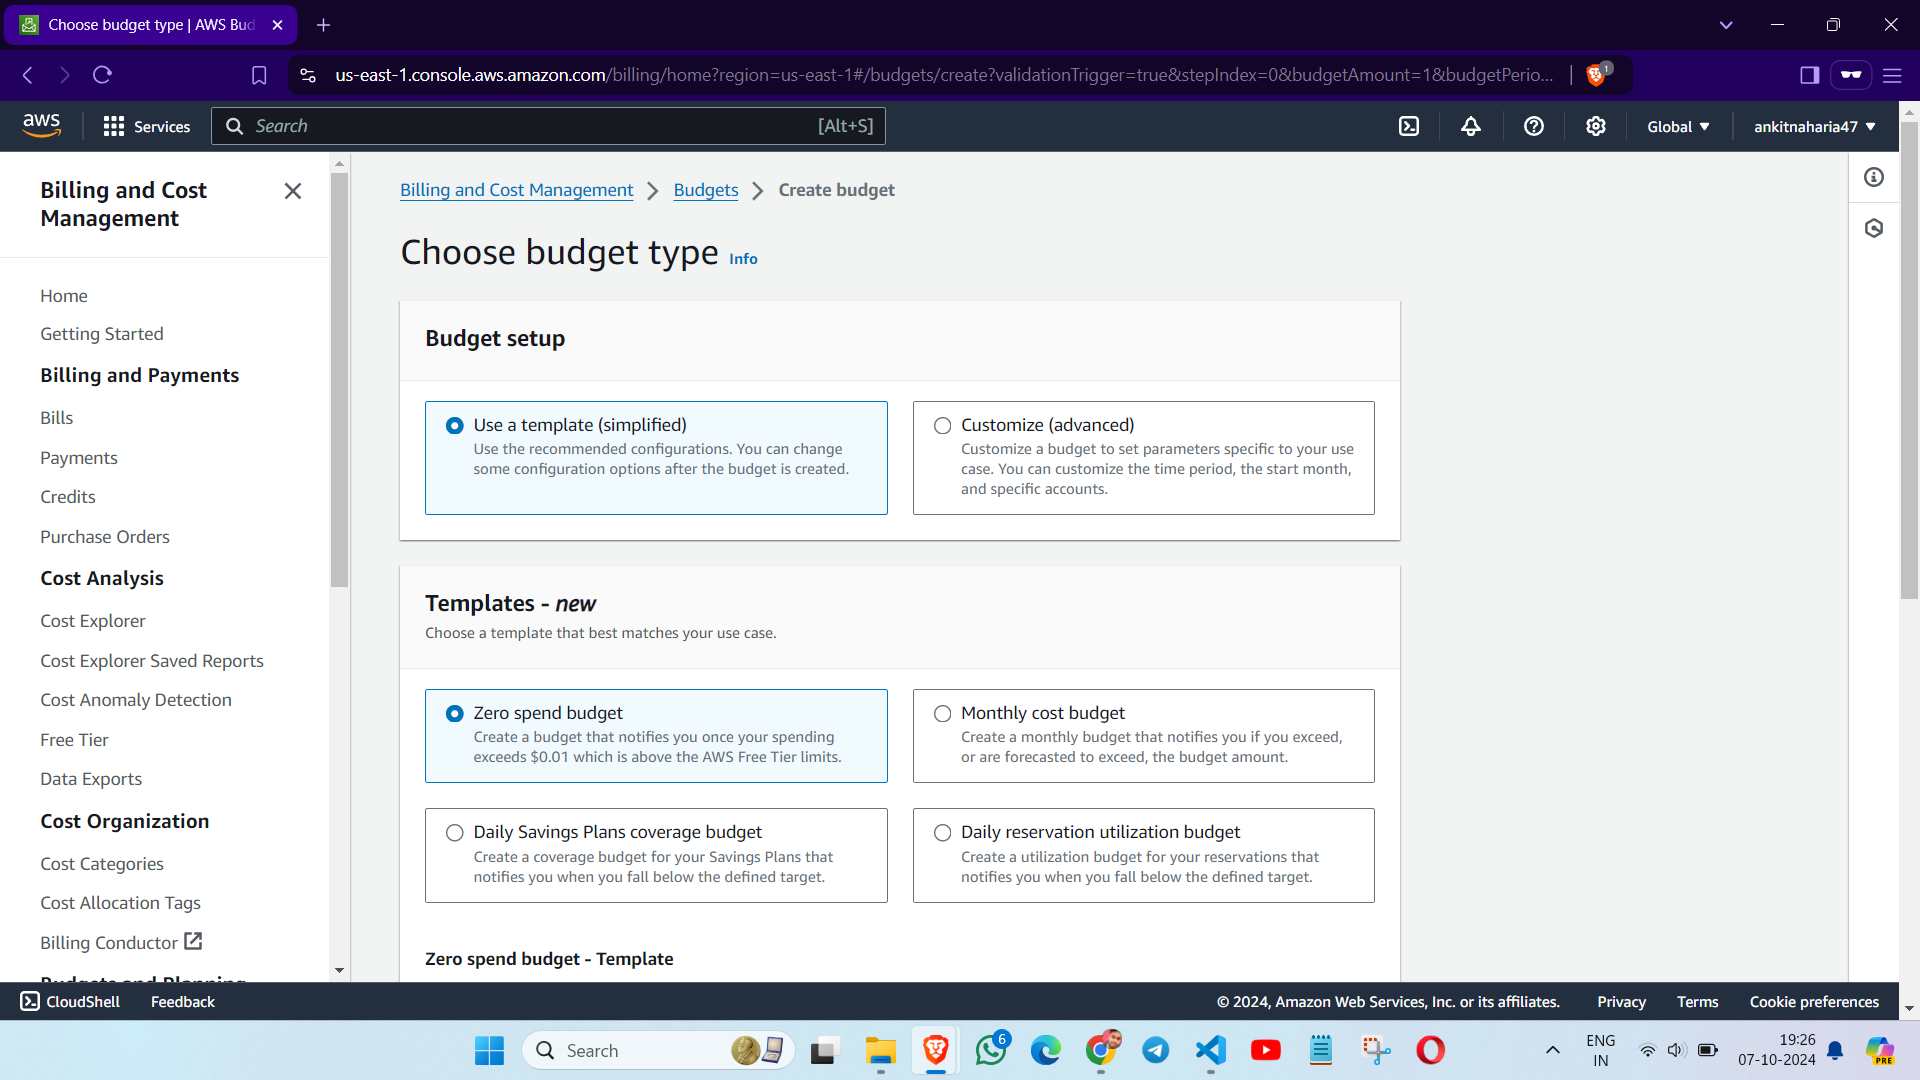 Choose budget type | AWS Bud
us-east-1.console.aws.amazon.com/billing/home?region=us-east-1#/budgets/create?validationTrigger=true&stepIndex=0&budgetAmount=1&budgetPerio...
1
aws
Services
Search
[Alt+S]
Global
ankitnaharia47
Billing and Cost
Management
Home
Getting Started
Billing and Payments
Bills
Payments
Credits
Purchase Orders
Cost Analysis
Cost Explorer
Cost Explorer Saved Reports
Cost Anomaly Detection
Free Tier
Data Exports
Cost Organization
Cost Categories
Cost Allocation Tags
Billing Conductor
Budgets and Planning
Billing and Cost Management
Budgets
Create budget
Choose budget type Info
Budget setup
Use a template (simplified)
Use the recommended configurations. You can change
some configuration options after the budget is created.
Customize (advanced)
Customize a budget to set parameters specific to your use
case. You can customize the time period, the start month,
and specific accounts.
Templates - new
Choose a template that best matches your use case.
Zero spend budget
Create a budget that notifies you once your spending
exceeds $0.01 which is above the AWS Free Tier limits.
Monthly cost budget
Create a monthly budget that notifies you if you exceed,
or are forecasted to exceed, the budget amount.
Daily Savings Plans coverage budget
Create a coverage budget for your Savings Plans that
notifies you when you fall below the defined target.
Daily reservation utilization budget
Create a utilization budget for your reservations that
notifies you when you fall below the defined target.
Zero spend budget - Template
CloudShell
Feedback
© 2024, Amazon Web Services, Inc. or its affiliates.
Privacy
Terms
Cookie preferences
Search
6
ENG
IN
19:26
07-10-2024
PRE